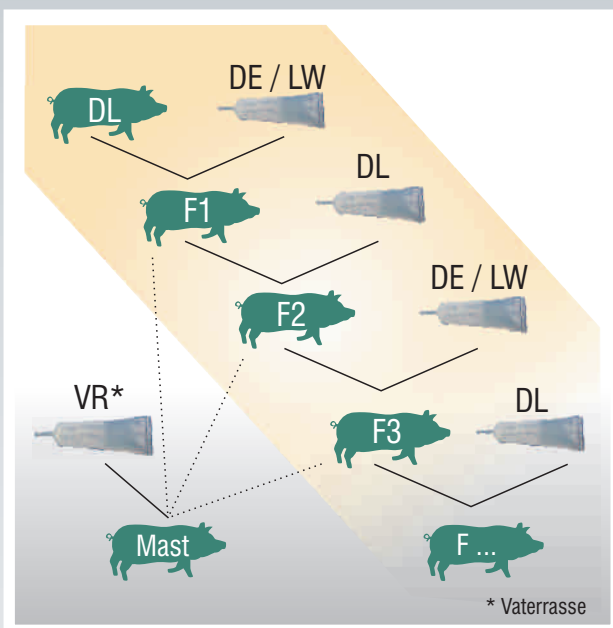 DE / LW
DL
DL
F1
DE / LW
F2
VR*
DL
F3
Mast
F ...
* Vaterrasse